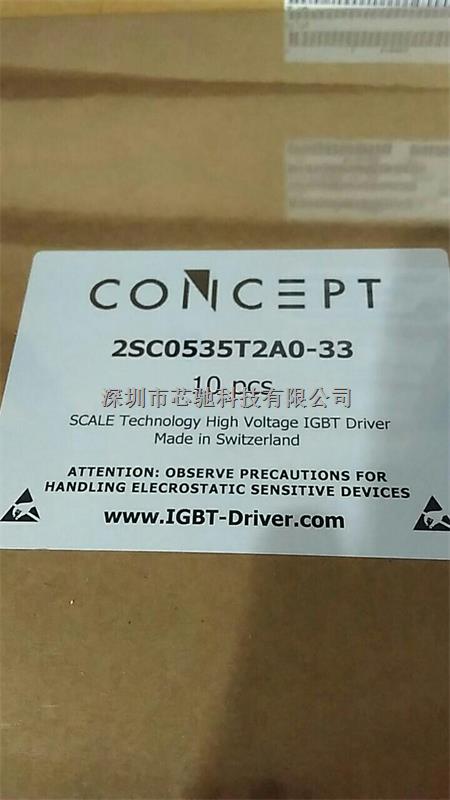 CONCEPT
2SC0535T2A0-33
10 pcs
深圳市芯驰科技有限公司
SCALE Technology High Voltage IGBT Driver
Made in Switzerland
ATTENTION: OBSERVE PRECAUTIONS FOR
HANDLING ELECROSTATIC SENSITIVE DEVICES
www.IGBT-Driver.com